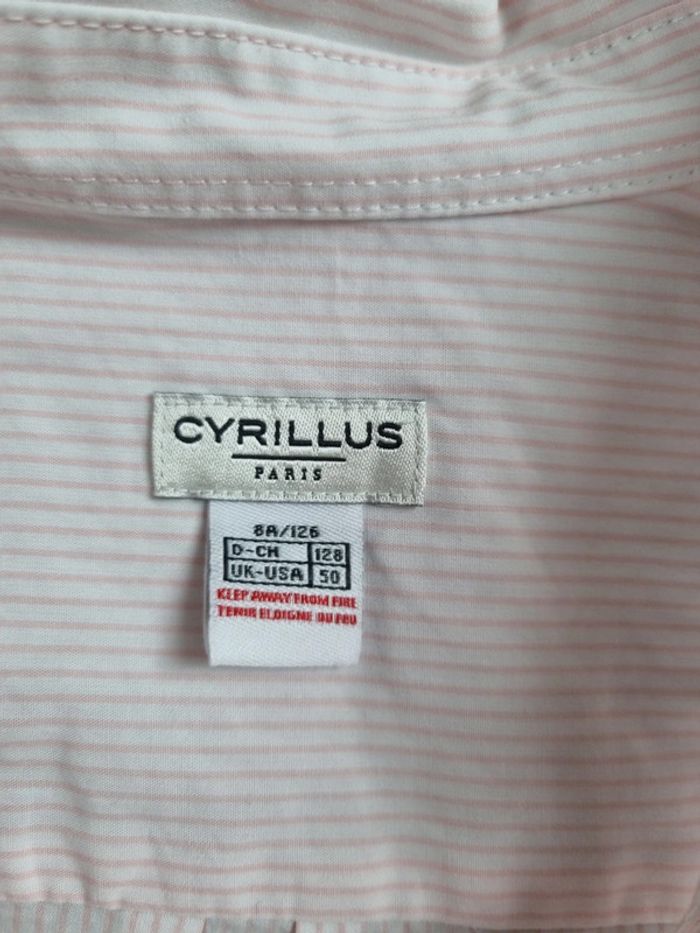 CYRILLUS
PARIS
8A/126
D-CH 128
UK-USA 50
KEEP AWAY FROM FIRE
TENIR ELOIGNE DU FEU